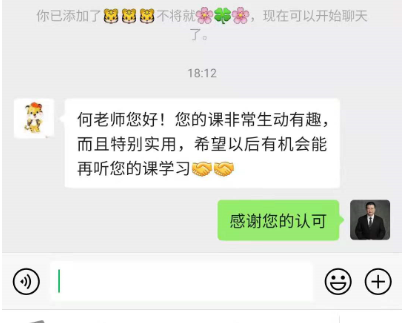 你已添加了🐯🐯🐯不将就🌸🍀🌸，现在可以开始聊天
了。
18:12
何老师您好！您的课非常生动有趣，
而且特别实用，希望以后有机会能
再听您的课学习🤝🤝
感谢您的认可